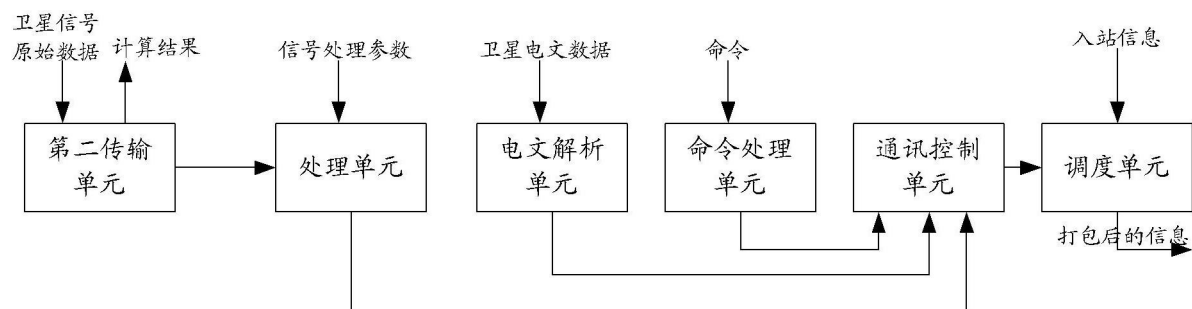 卫星信号
原始数据
计算结果
信号处理参数
卫星电文数据
命令
入站信息
第二传输
单元
处理单元
电文解析
单元
命令处理
单元
通讯控制
单元
调度单元
打包后的信息